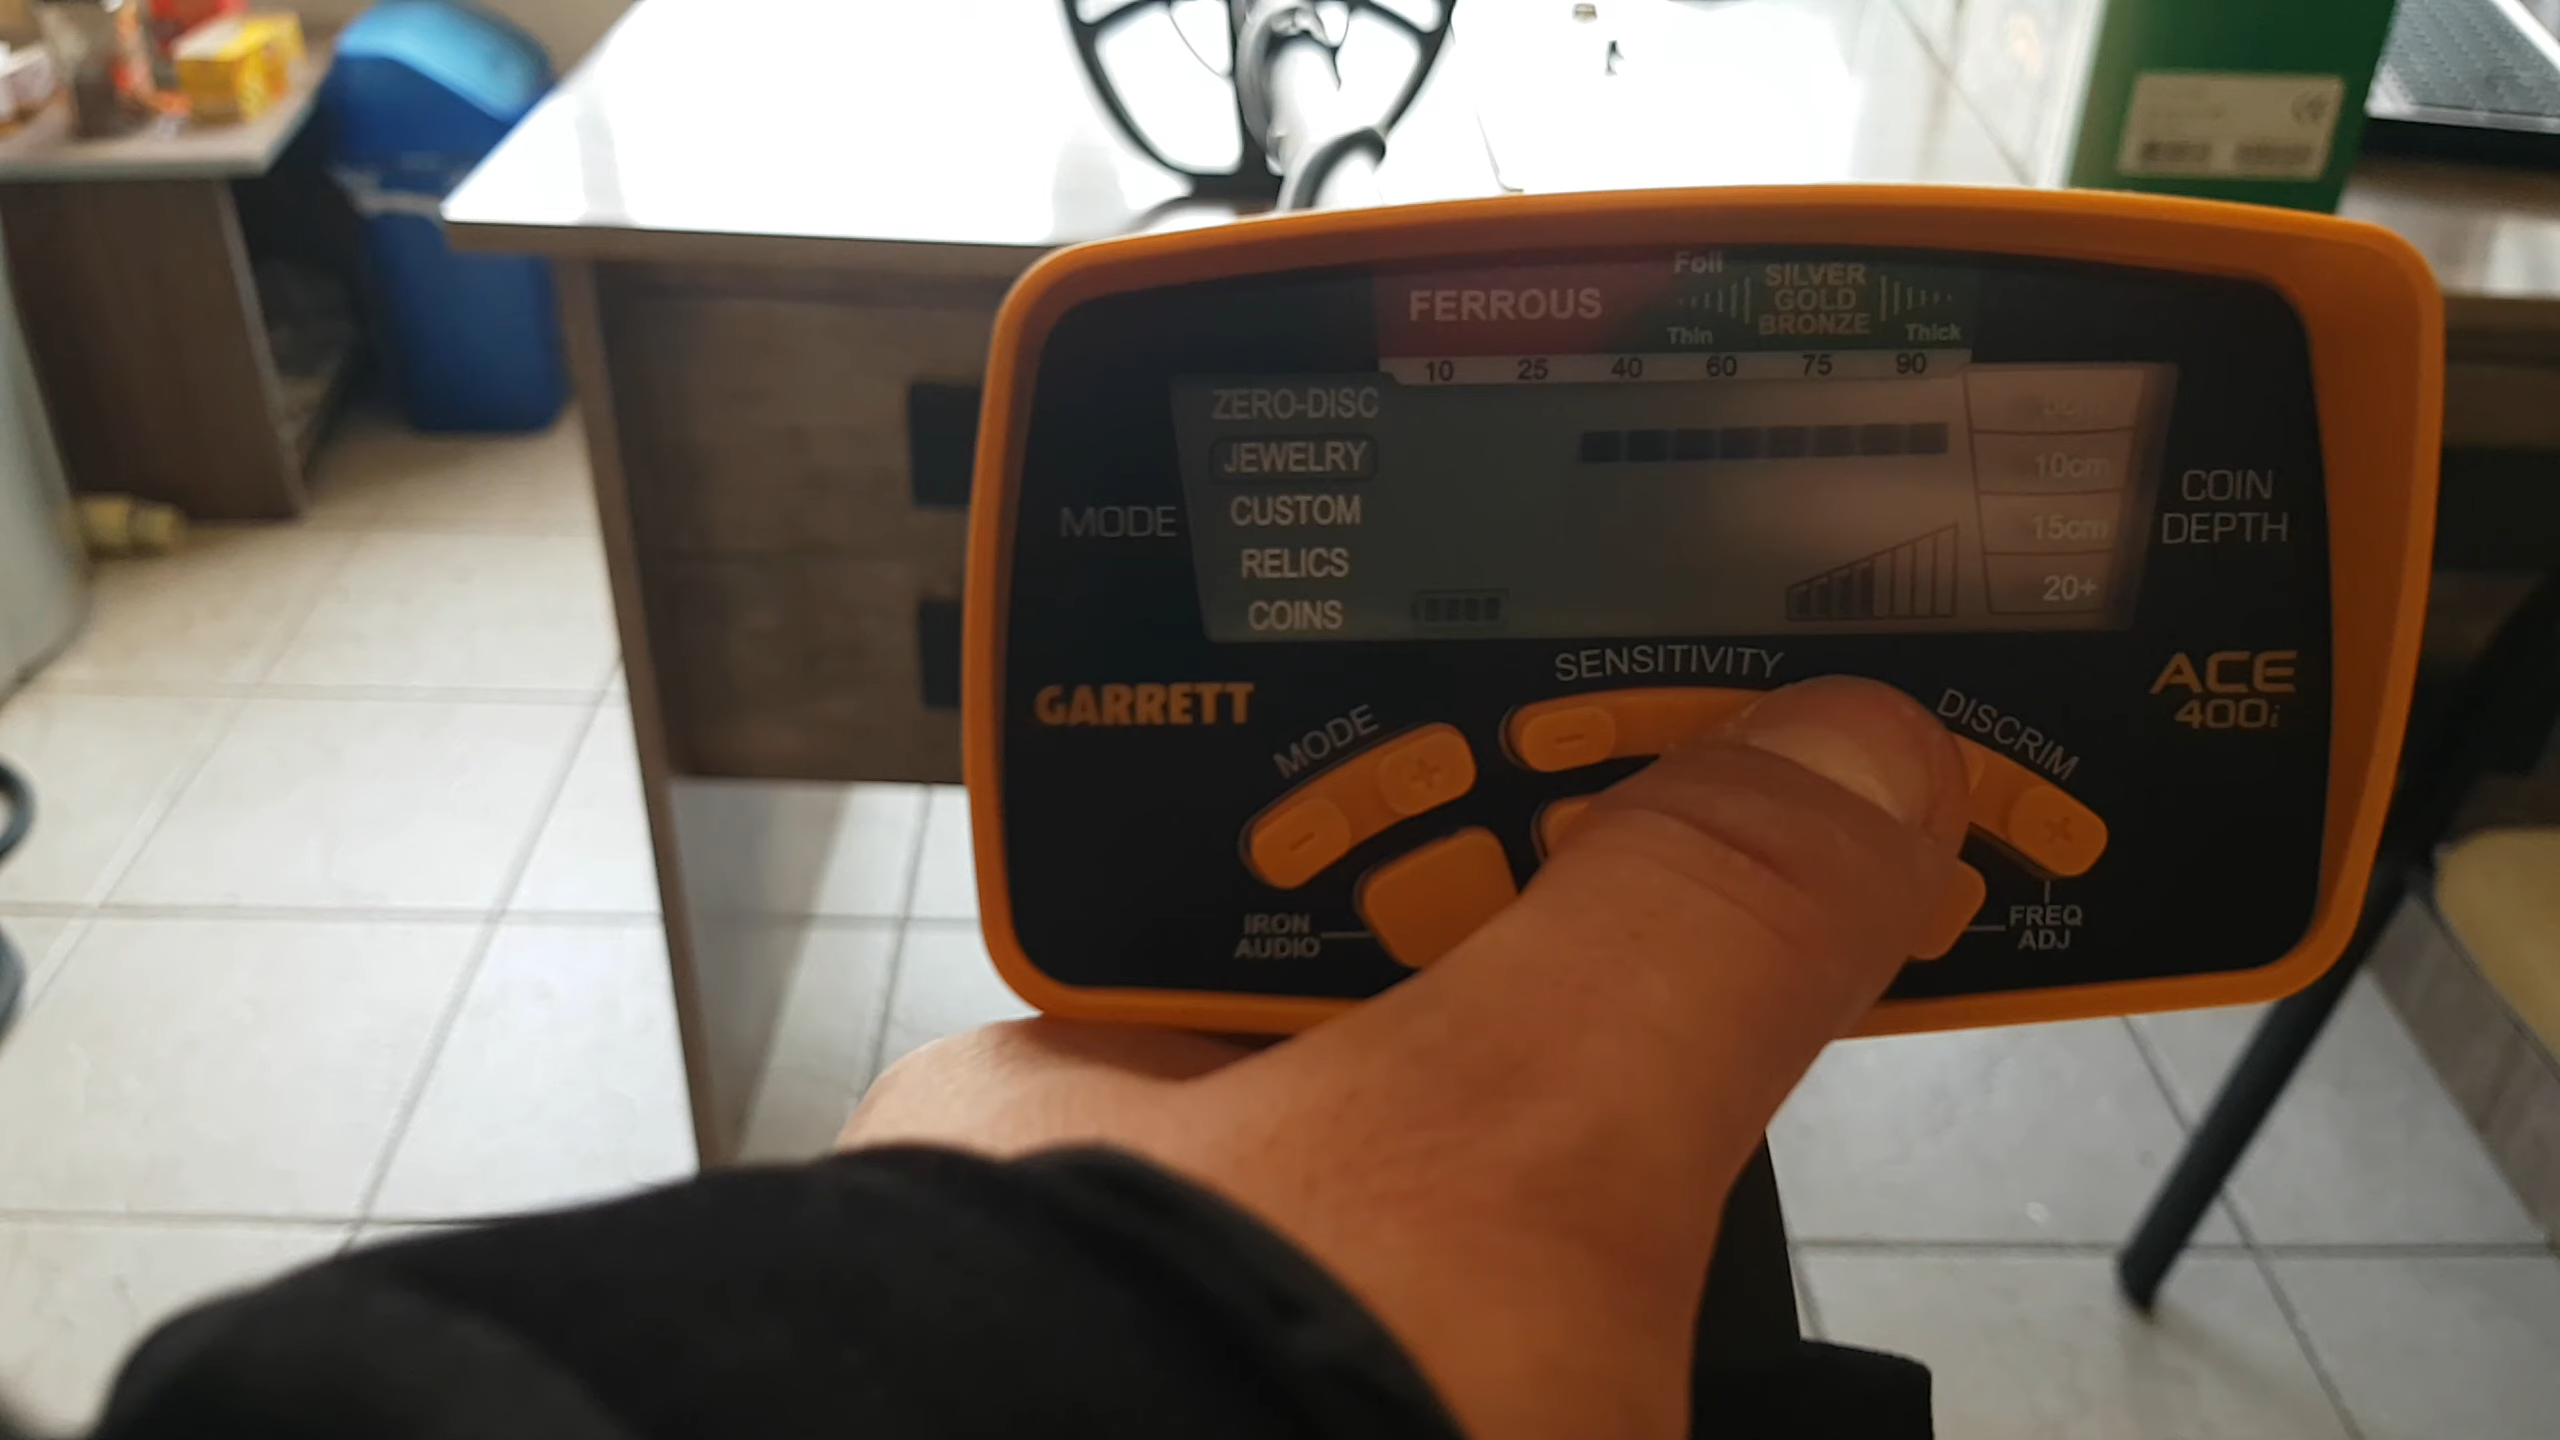 Foil
FERROUS
SILVER
GOLD
BRONZE
Thin
Thick
10 25 40 60 75 90
ZERO-DISC
JEWELRY
CUSTOM
RELICS
COINS
MODE
10cm
15cm
20+
COIN
DEPTH
SENSITIVITY
GARRETT
ACE
400i
MODE
DISCRIM
- +
-
+
IRON
AUDIO
FREQ
ADJ